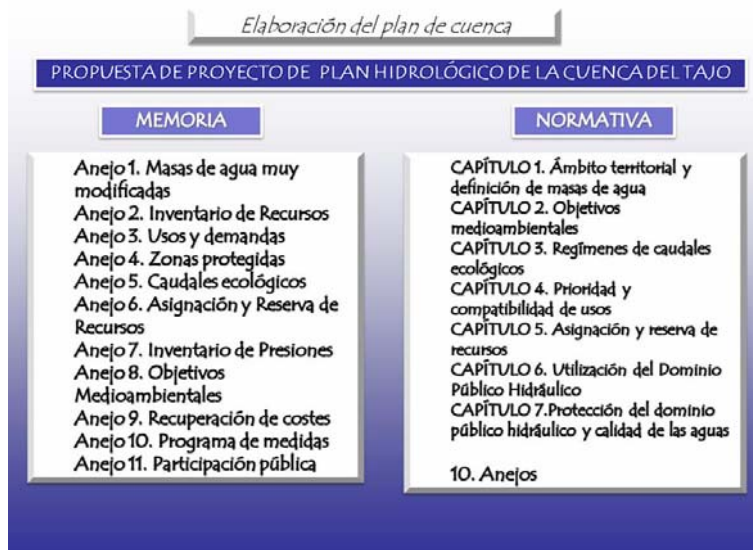 Elaboración del plan de cuenca
PROPUESTA DE PROYECTO DE PLAN HIDROLÓGICO DE LA CUENCA DEL TAJO
MEMORIA
Anejo 1. Masas de agua muy
modificadas
Anejo 2. Inventario de Recursos
Anejo 3. Usos y demandas
Anejo 4. Zonas protegidas
Anejo 5. Caudales ecológicos
Anejo 6. Asignación y Reserva de
Recursos
Anejo 7. Inventario de Presiones
Anejo 8. Objetivos
Medioambientales
Anejo 9. Recuperación de costes
Anejo 10. Programa de medidas
Anejo 11. Participación pública
NORMATIVA
CAPÍTULO 1. Ámbito territorial y
definición de masas de agua
CAPÍTULO 2. Objetivos
medioambientales
CAPÍTULO 3. Regímenes de caudales
ecológicos
CAPÍTULO 4. Prioridad y
compatibilidad de usos
CAPÍTULO 5. Asignación y reserva de
recursos
CAPÍTULO 6. Utilización del Dominio
Público Hidráulico
CAPÍTULO 7.Protección del dominio
público hidráulico y calidad de las aguas
10. Anejos